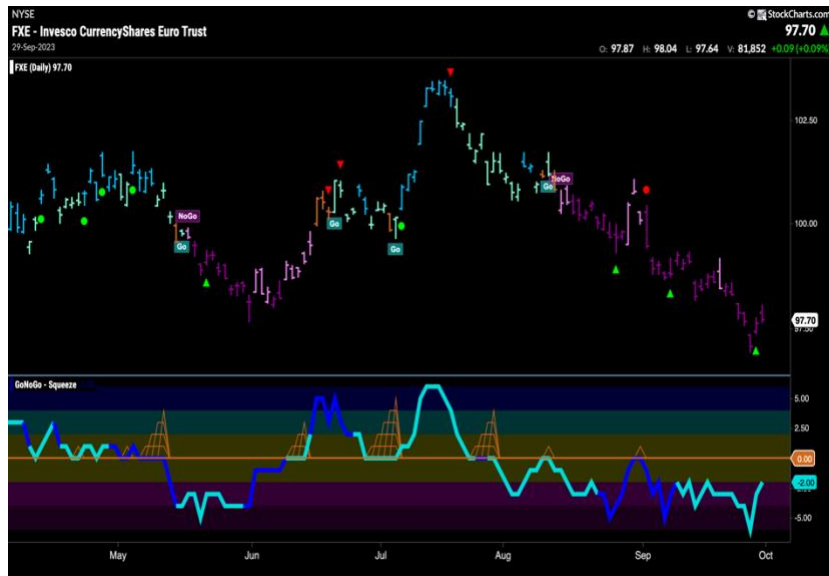 NYSE
© StockCharts.com
FXE - Invesco CurrencyShares Euro Trust
97.70
29-Sep-2023
O: 97.87 H: 98.04 L: 97.64 V: 81,852 +0.09 (+0.09%)
FXE (Daily) 97.70
102.50
NoGo
Go
Go
Go
NoGo
Go
100.00
97.70
97.50
GoNoGo - Squeeze
5.00
2.50
0.00
-2.00
-5.00
May
Jun
Jul
Aug
Sep
Oct